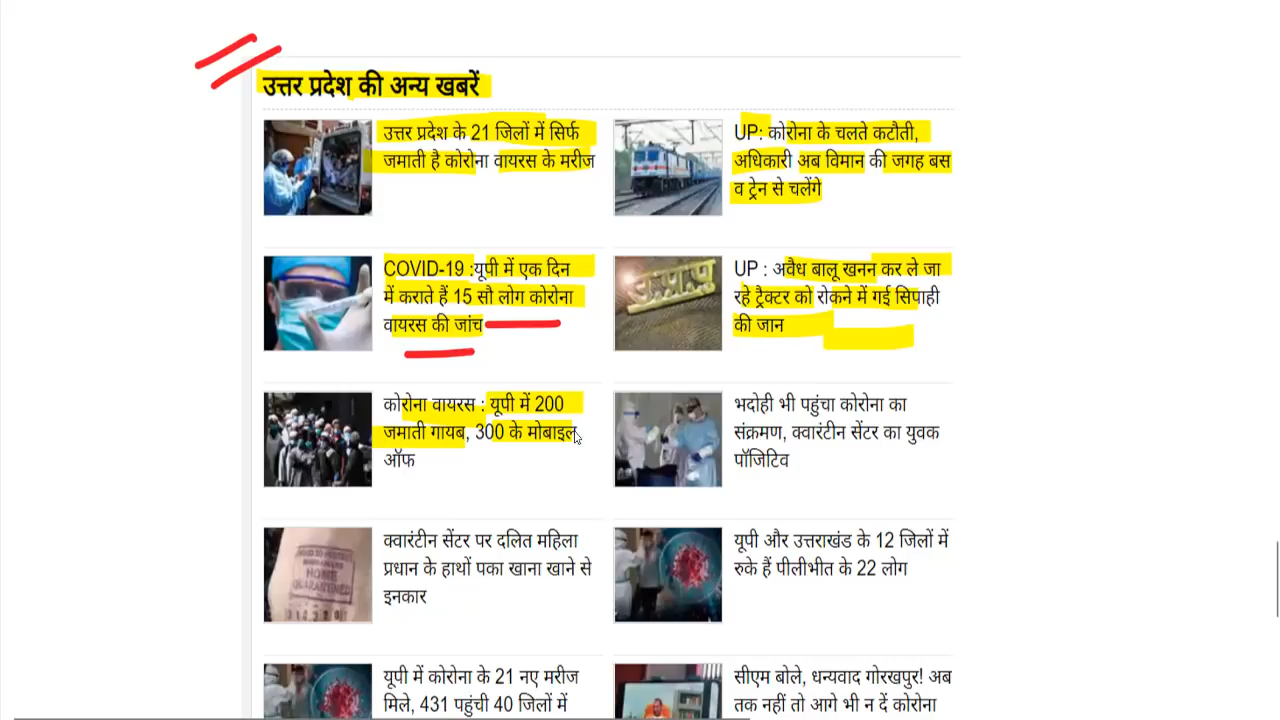 उत्तर प्रदेश की अन्य खबरें
उत्तर प्रदेश के 21 जिलों में सिर्फ
जमाती है कोरोना वायरस के मरीज
UP: कोरोना के चलते कटौती,
अधिकारी अब विमान की जगह बस
व ट्रेन से चलेंगे
COVID-19 :यूपी में एक दिन
में कराते हैं 15 सौ लोग कोरोना
वायरस की जांच
UP : अवैध बालू खनन कर ले जा
रहे ट्रैक्टर को रोकने में गई सिपाही
की जान
कोरोना वायरस : यूपी में 200
जमाती गायब, 300 के मोबाइल
ऑफ
भदोही भी पहुंचा कोरोना का
संक्रमण, क्वारंटीन सेंटर का युवक
पॉजिटिव
क्वारंटीन सेंटर पर दलित महिला
प्रधान के हाथों पका खाना खाने से
इनकार
HOME
QUARANTINED
यूपी और उत्तराखंड के 12 जिलों में
रुके हैं पीलीभीत के 22 लोग
यूपी में कोरोना के 21 नए मरीज
मिले, 431 पहुंची 40 जिलों में
सीएम बोले, धन्यवाद गोरखपुर! अब
तक नहीं तो आगे भी न दें कोरोना